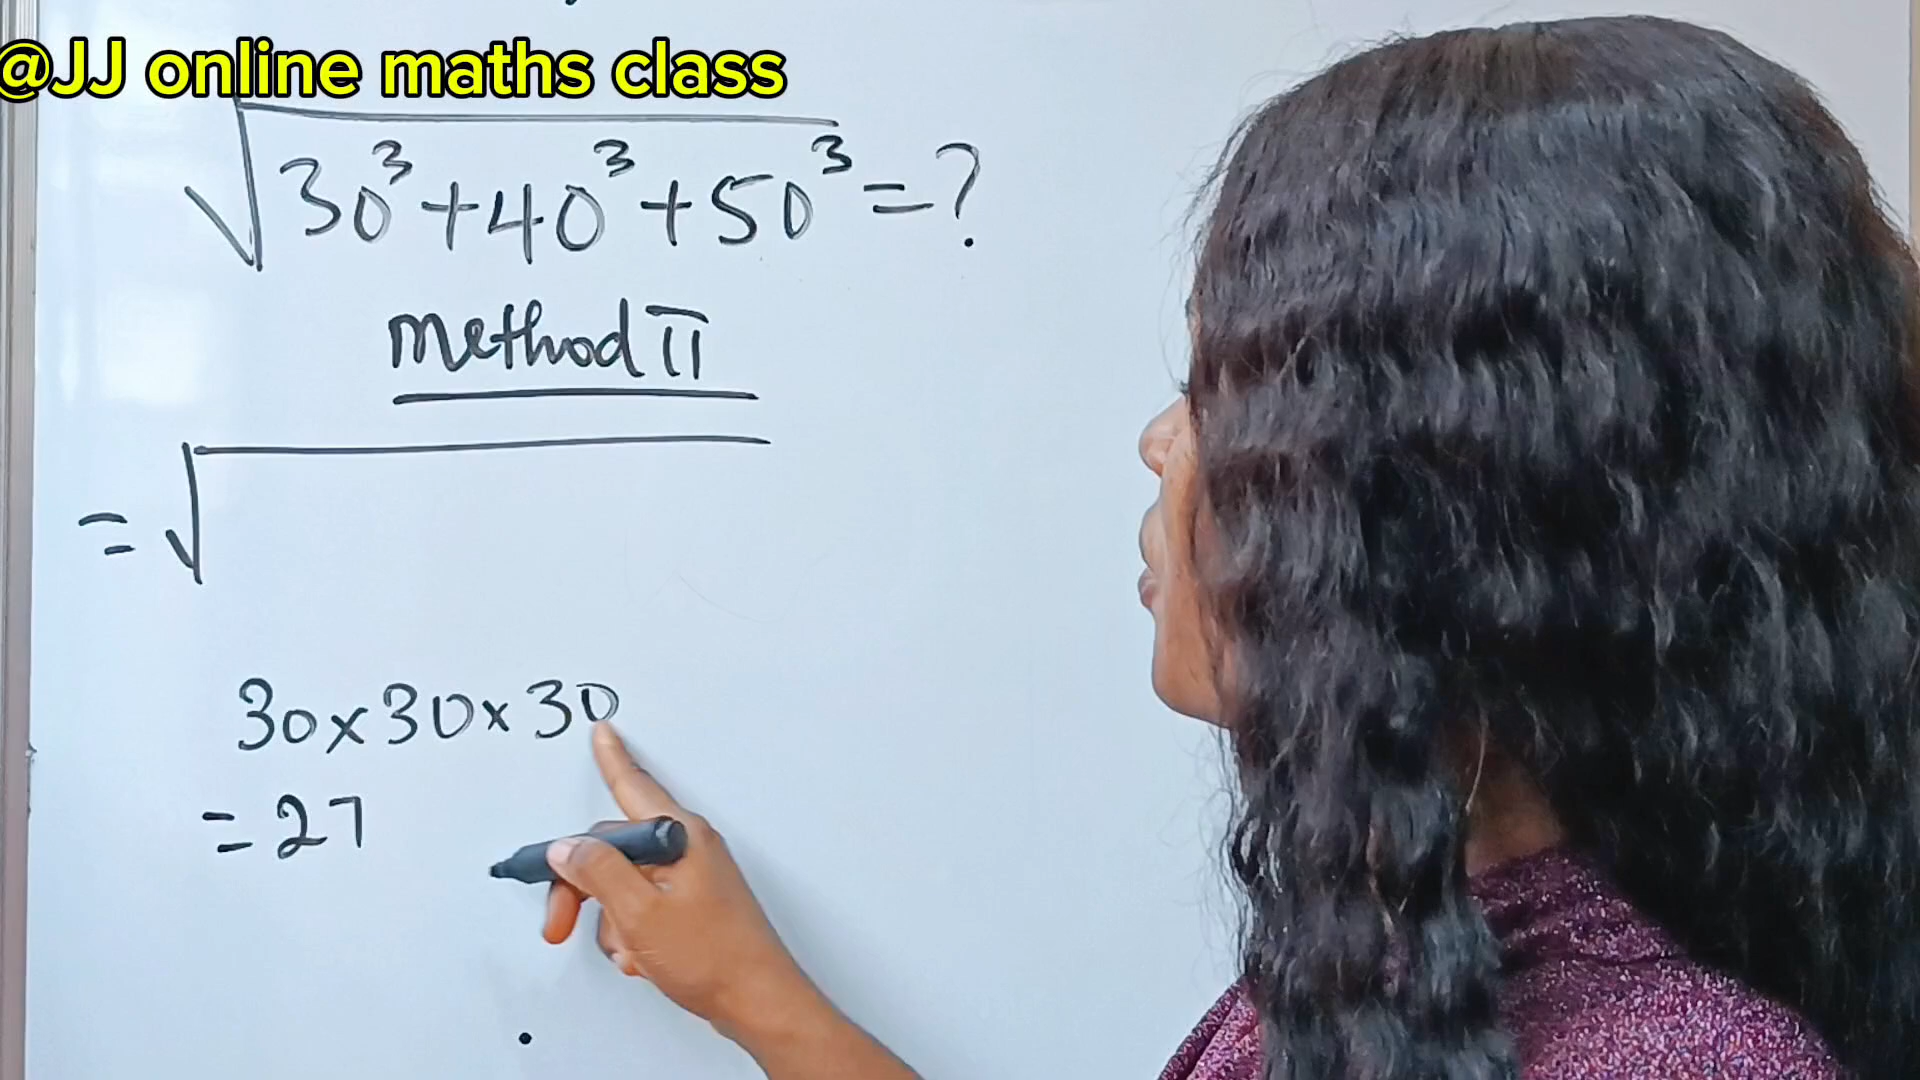 @JJ online maths class
√30³+40³+50³=?
Method II
=√
30×30×30
=27